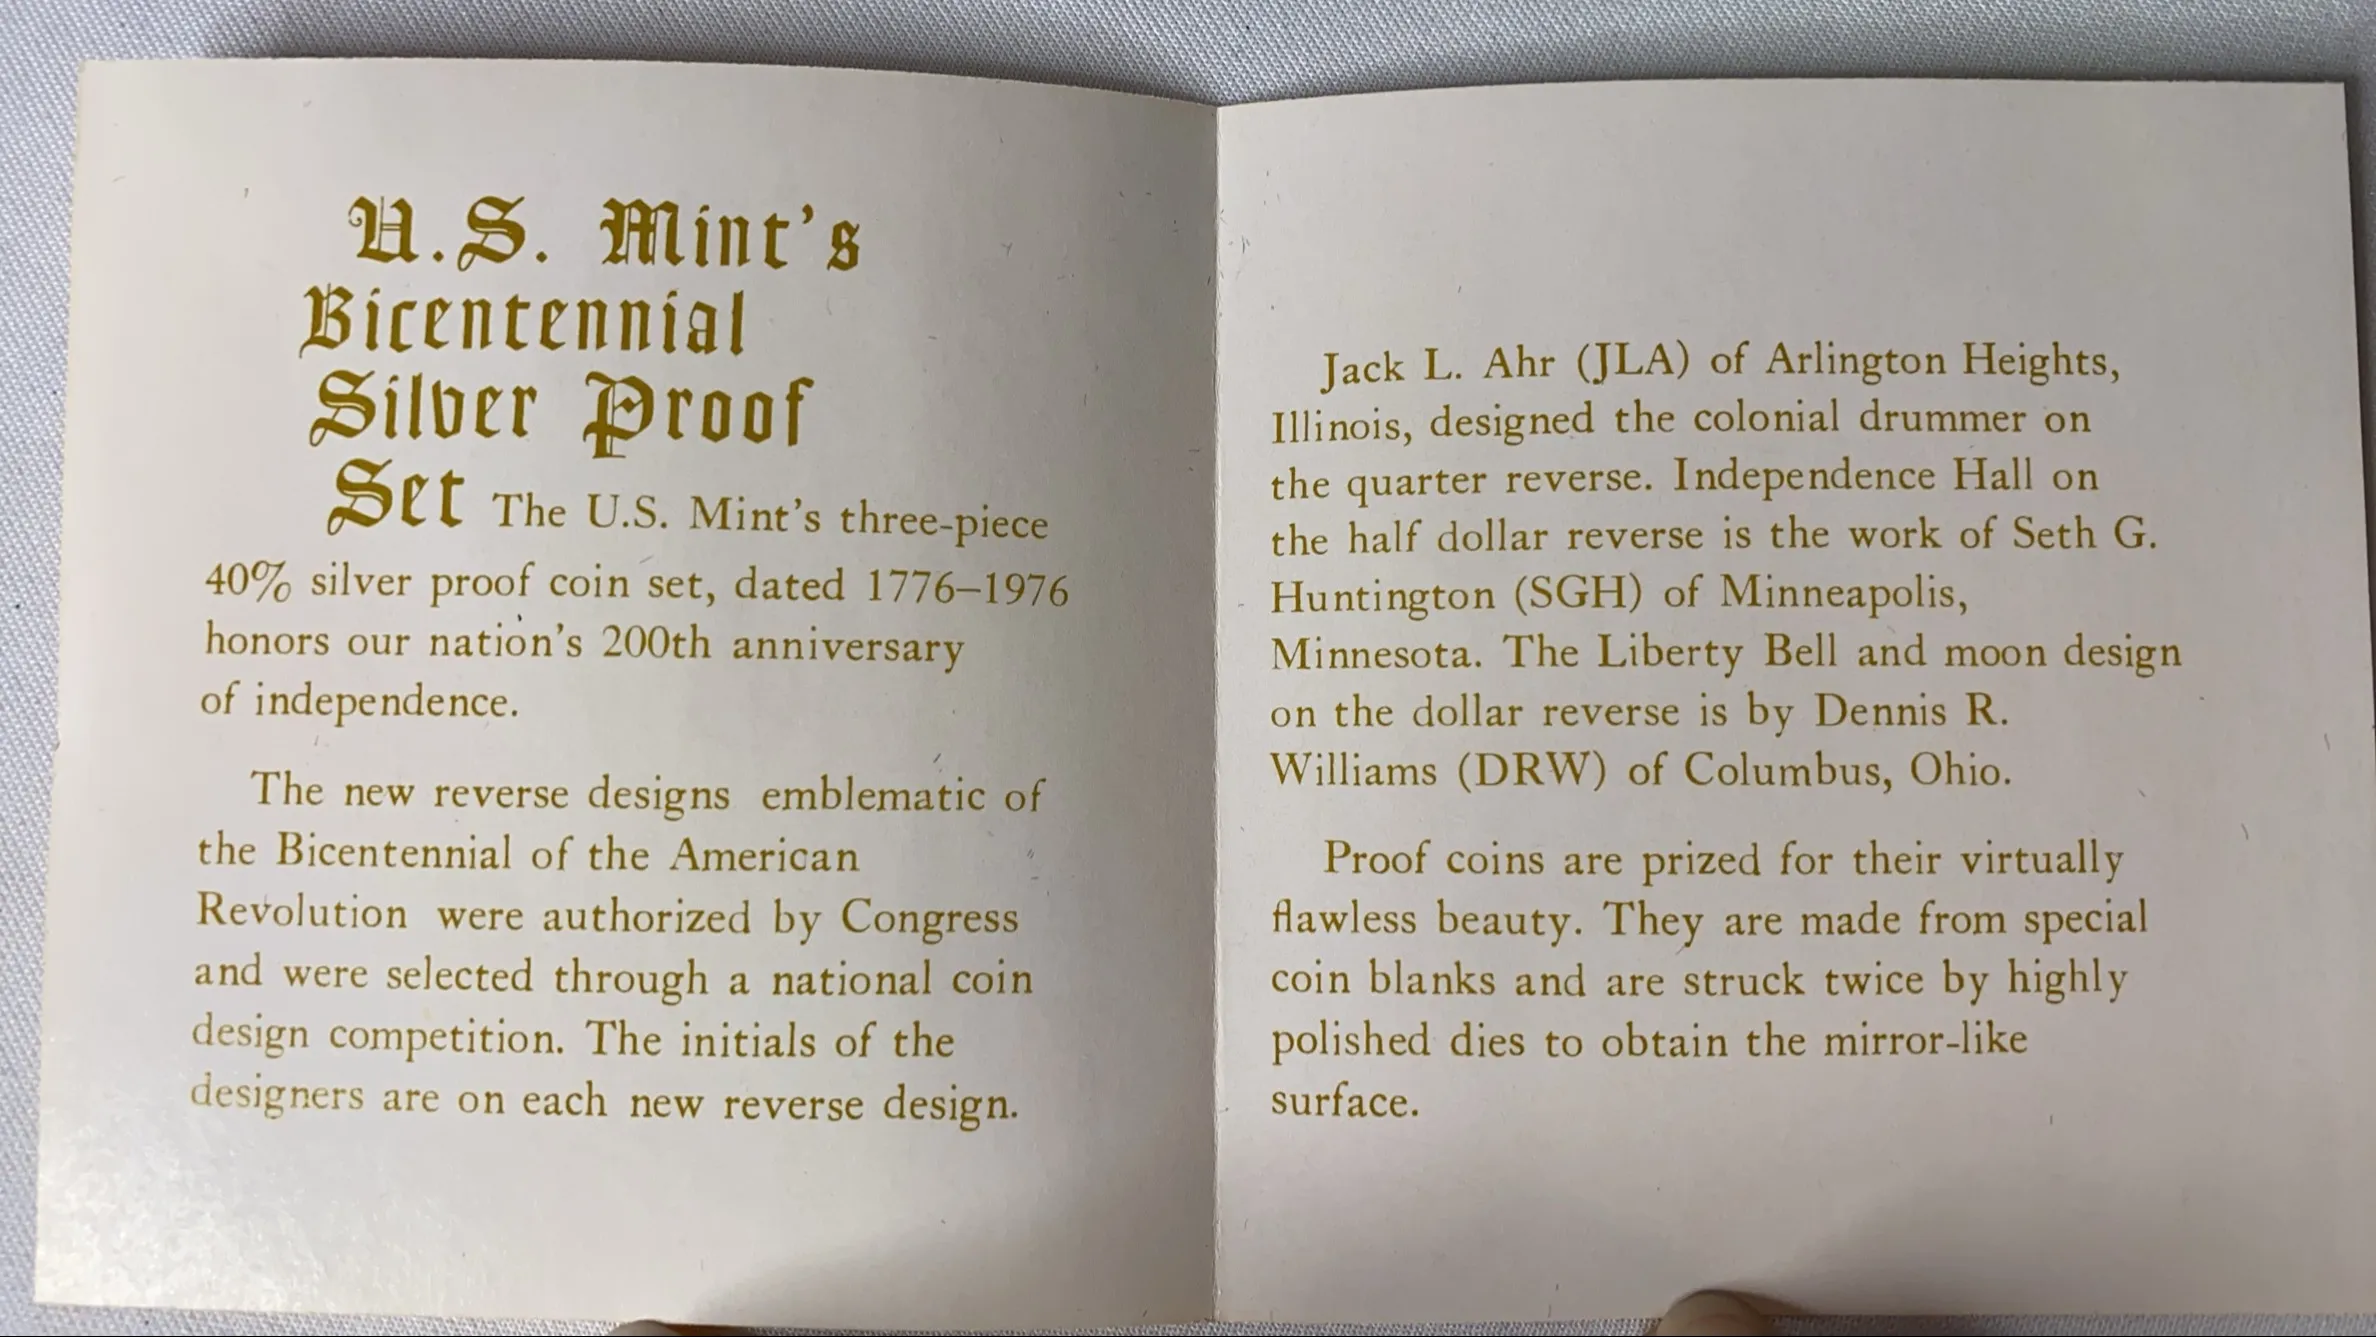 U.S. Mint's
Bicentennial
Silver Proof
Set The U.S. Mint's three-piece
40% silver proof coin set, dated 1776–1976
honors our nation's 200th anniversary
of independence.
The new reverse designs emblematic of
the Bicentennial of the American
Revolution were authorized by Congress
and were selected through a national coin
design competition. The initials of the
designers are on each new reverse design.
Jack L. Ahr (JLA) of Arlington Heights,
Illinois, designed the colonial drummer on
the quarter reverse. Independence Hall on
the half dollar reverse is the work of Seth G.
Huntington (SGH) of Minneapolis,
Minnesota. The Liberty Bell and moon design
on the dollar reverse is by Dennis R.
Williams (DRW) of Columbus, Ohio.
Proof coins are prized for their virtually
flawless beauty. They are made from special
coin blanks and are struck twice by highly
polished dies to obtain the mirror-like
surface.